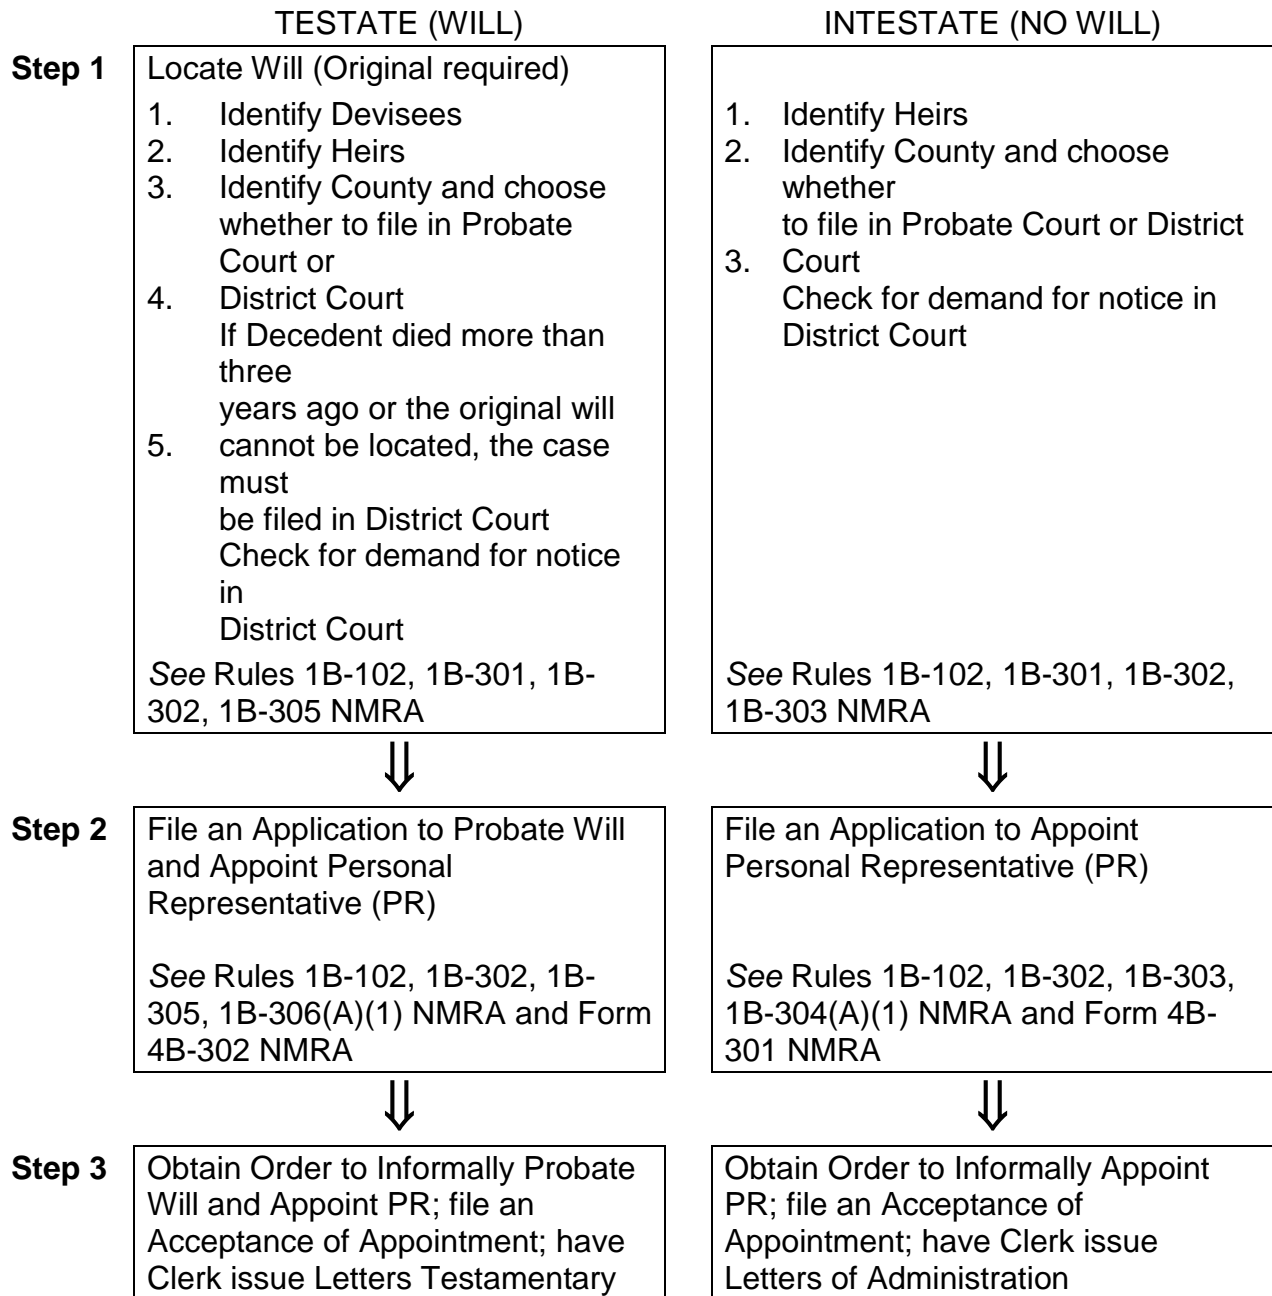 TESTATE (WILL)
INTESTATE (NO WILL)
Step 1
Locate Will (Original required)
1. Identify Devisees
2. Identify Heirs
3. Identify County and choose
whether to file in Probate
Court or
4. District Court
If Decedent died more than
three
years ago or the original will
5. cannot be located, the case
must
be filed in District Court
Check for demand for notice
in
District Court
See Rules 1B-102, 1B-301, 1B-
302, 1B-305 NMRA
1. Identify Heirs
2. Identify County and choose
whether
to file in Probate Court or District
3. Court
Check for demand for notice in
District Court
See Rules 1B-102, 1B-301, 1B-302,
1B-303 NMRA
⇓
⇓
Step 2
File an Application to Probate Will
and Appoint Personal
Representative (PR)
See Rules 1B-102, 1B-302, 1B-
305, 1B-306(A)(1) NMRA and Form
4B-302 NMRA
File an Application to Appoint
Personal Representative (PR)
See Rules 1B-102, 1B-302, 1B-303,
1B-304(A)(1) NMRA and Form 4B-
301 NMRA
⇓
⇓
Step 3
Obtain Order to Informally Probate
Will and Appoint PR; file an
Acceptance of Appointment; have
Clerk issue Letters Testamentary
Obtain Order to Informally Appoint
PR; file an Acceptance of
Appointment; have Clerk issue
Letters of Administration